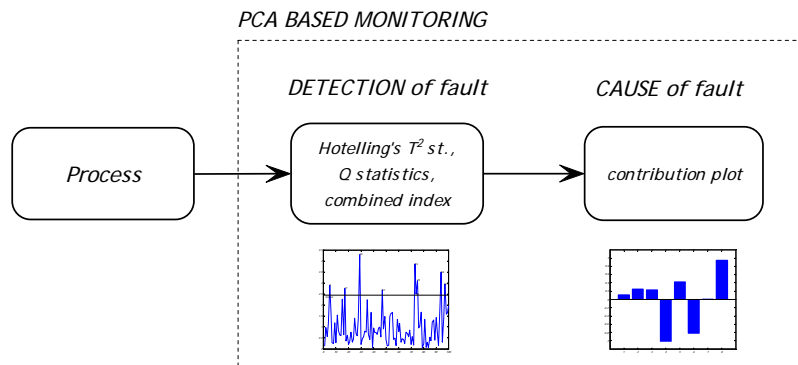 PCA BASED MONITORING
DETECTION of fault
CAUSE of fault
Process
Hotelling's T² st.,
Q statistics,
combined index
contribution plot